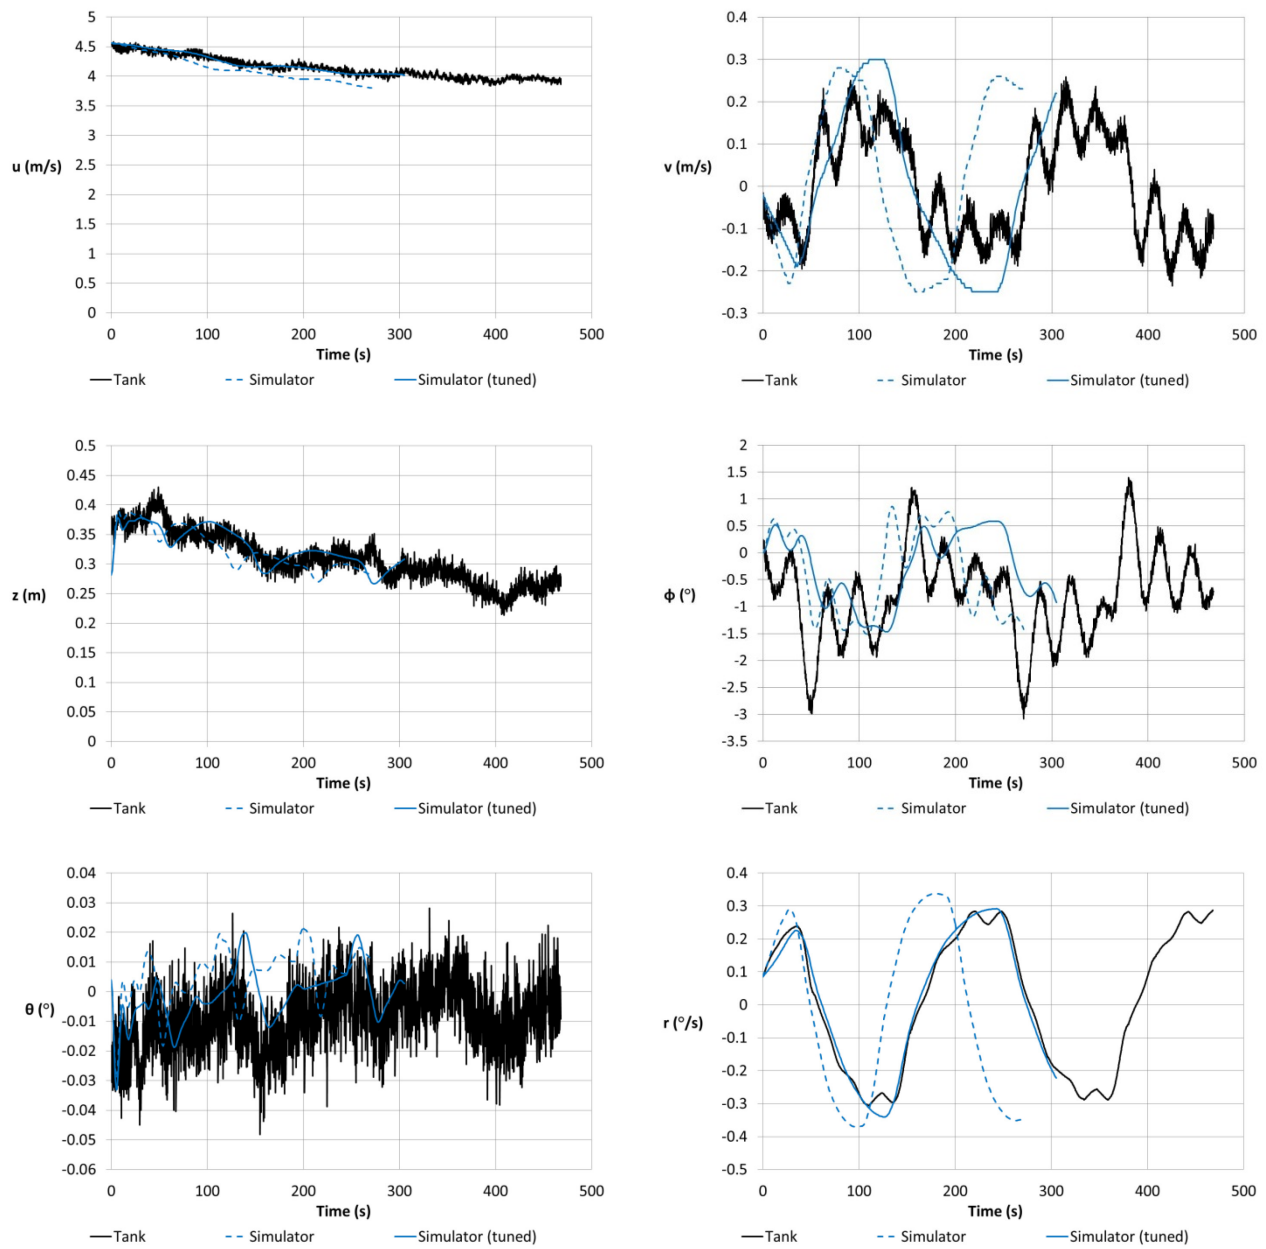 5
4.5
4
3.5
3
u (m/s)
2.5
2
1.5
1
0.5
0
0 100 200 300 400 500
Time (s)
Tank Simulator Simulator (tuned)
0.4
0.3
0.2
0.1
v (m/s)
0
-0.1
-0.2
-0.3
0 100 200 300 400 500
Time (s)
Tank Simulator Simulator (tuned)
0.5
0.45
0.4
0.35
0.3
z (m)
0.25
0.2
0.15
0.1
0.05
0
0 100 200 300 400 500
Time (s)
Tank Simulator Simulator (tuned)
2
1.5
1
0.5
0
ϕ (°)
-0.5
-1
-1.5
-2
-2.5
-3
-3.5
0 100 200 300 400 500
Time (s)
Tank Simulator Simulator (tuned)
0.04
0.03
0.02
0.01
0
θ (°)
-0.01
-0.02
-0.03
-0.04
-0.05
-0.06
0 100 200 300 400 500
Time (s)
Tank Simulator Simulator (tuned)
0.4
0.3
0.2
0.1
0
r (°/s)
-0.1
-0.2
-0.3
-0.4
-0.5
0 100 200 300 400 500
Time (s)
Tank Simulator Simulator (tuned)